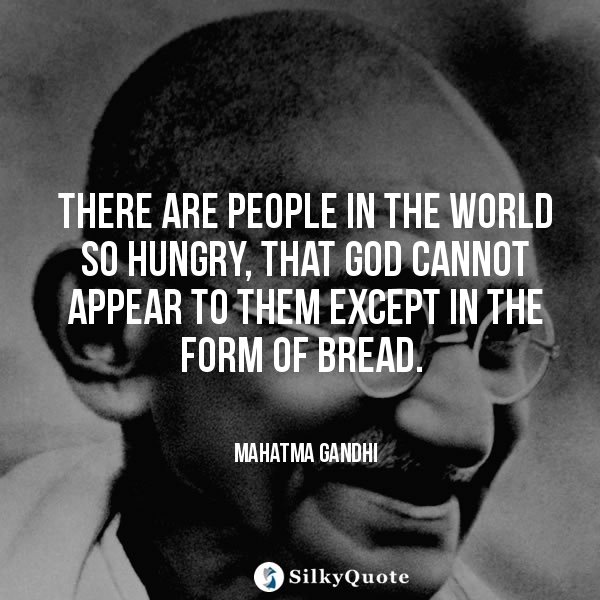 THERE ARE PEOPLE IN THE WORLD
SO HUNGRY, THAT GOD CANNOT
APPEAR TO THEM EXCEPT IN THE
FORM OF BREAD.
MAHATMA GANDHI
SilkyQuote